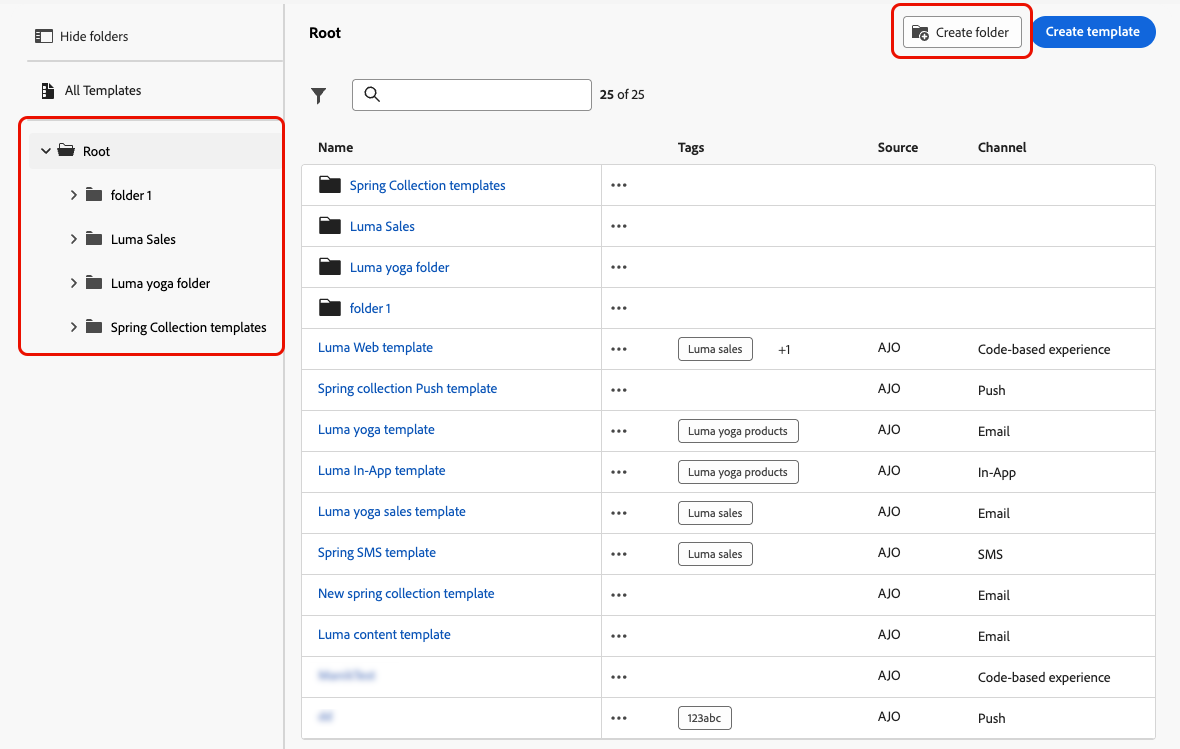 Hide folders
All Templates
Root
folder 1
Luma Sales
Luma yoga folder
Spring Collection templates
Root
Create folder
Create template
25 of 25
Name Tags Source Channel
Spring Collection templates
Luma Sales
Luma yoga folder
folder 1
Luma Web template Luma sales +1 AJO Code-based experience
Spring collection Push template AJO Push
Luma yoga template Luma yoga products AJO Email
Luma In-App template Luma yoga products AJO In-App
Luma yoga sales template Luma sales AJO Email
Spring SMS template Luma sales AJO SMS
New spring collection template AJO Email
Luma content template AJO Email
AJO Code-based experience
123abc AJO Push